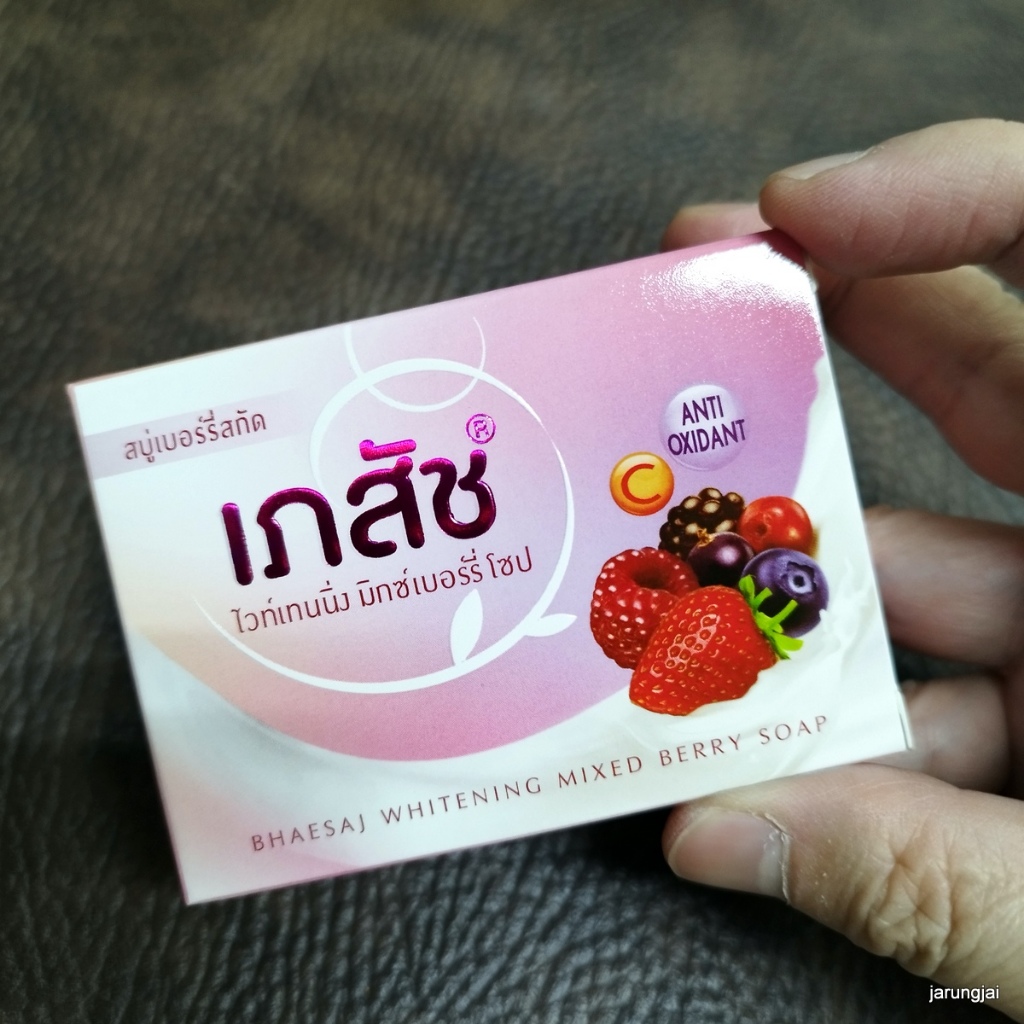 สบู่เบอร์รี่สกัด
เภสัช®
ไวท์เทนนิ่ง มิกซ์เบอร์รี่ โซป
ANTI
OXIDANT
C
BHAESAJ WHITENING MIXED BERRY SOAP
jarungjai